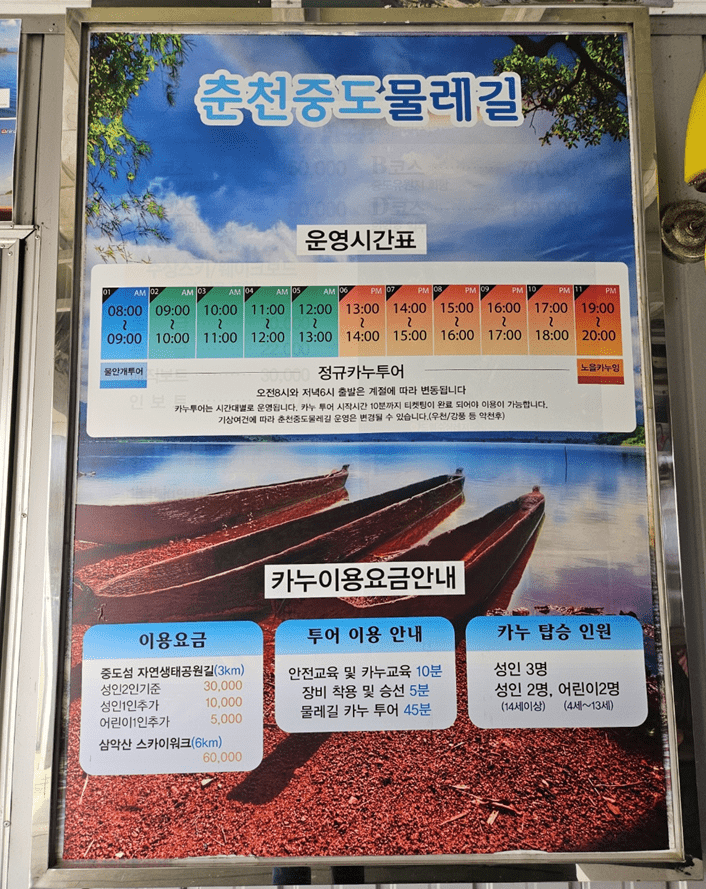 춘천중도물레길
운영시간표
01 AM 02 AM 03 AM 04 AM 05 AM 06 PM 07 PM 08 PM 09 PM 10 PM 11 PM
08:00 09:00 10:00 11:00 12:00 13:00 14:00 15:00 16:00 17:00 19:00
~ ~ ~ ~ ~ ~ ~ ~ ~ ~ ~
09:00 10:00 11:00 12:00 13:00 14:00 15:00 16:00 17:00 18:00 20:00
물안개투어 정규카누투어 노을카누잉
오전8시와 저녁6시 출발은 계절에 따라 변동됩니다
카누투어는 시간대별로 운영됩니다. 카누 투어 시작시간 10분까지 티켓팅이 완료 되어야 이용이 가능합니다.
기상여건에 따라 춘천중도물레길 운영은 변경될 수 있습니다.(우천/강풍 등 악천후)
카누이용요금안내
이용요금
중도섬 자연생태공원길(3km)
성인2인기준 30,000
성인1인추가 10,000
어린이1인추가 5,000
삼악산 스카이워크(6km)
60,000
투어 이용 안내
안전교육 및 카누교육 10분
장비 착용 및 승선 5분
물레길 카누 투어 45분
카누 탑승 인원
성인 3명
성인 2명, 어린이2명
(14세이상) (4세~13세)